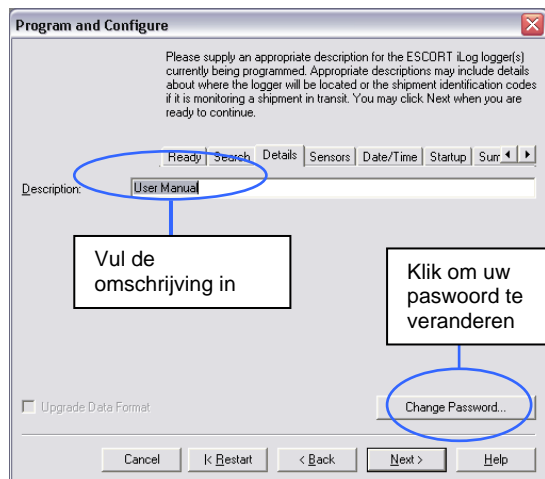 Program and Configure
Please supply an appropriate description for the ESCORT iLog logger(s)
currently being programmed. Appropriate descriptions may include details
about where the logger will be located or the shipment identification codes
if it is monitoring a shipment in transit. You may click Next when you are
ready to continue.
Ready Search Details Sensors Date/Time Startup Sum
Description: User Manual
Vul de
omschrijving in
Klik om uw
paswoord te
veranderen
Upgrade Data Format
Change Password...
Cancel |< Restart < Back Next > Help